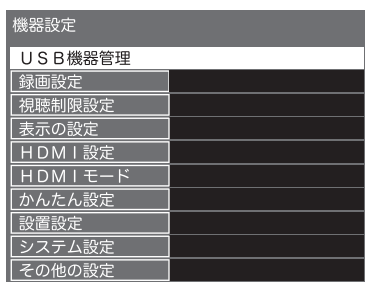 機器設定
ＵＳＢ機器管理
録画設定
視聴制限設定
表示の設定
ＨＤＭＩ設定
ＨＤＭＩモード
かんたん設定
設置設定
システム設定
その他の設定